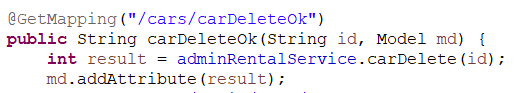 @GetMapping("/cars/carDeleteOk")
public String carDeleteOk(String id, Model md) {
    int result = adminRentalService.carDelete(id);
    md.addAttribute(result);